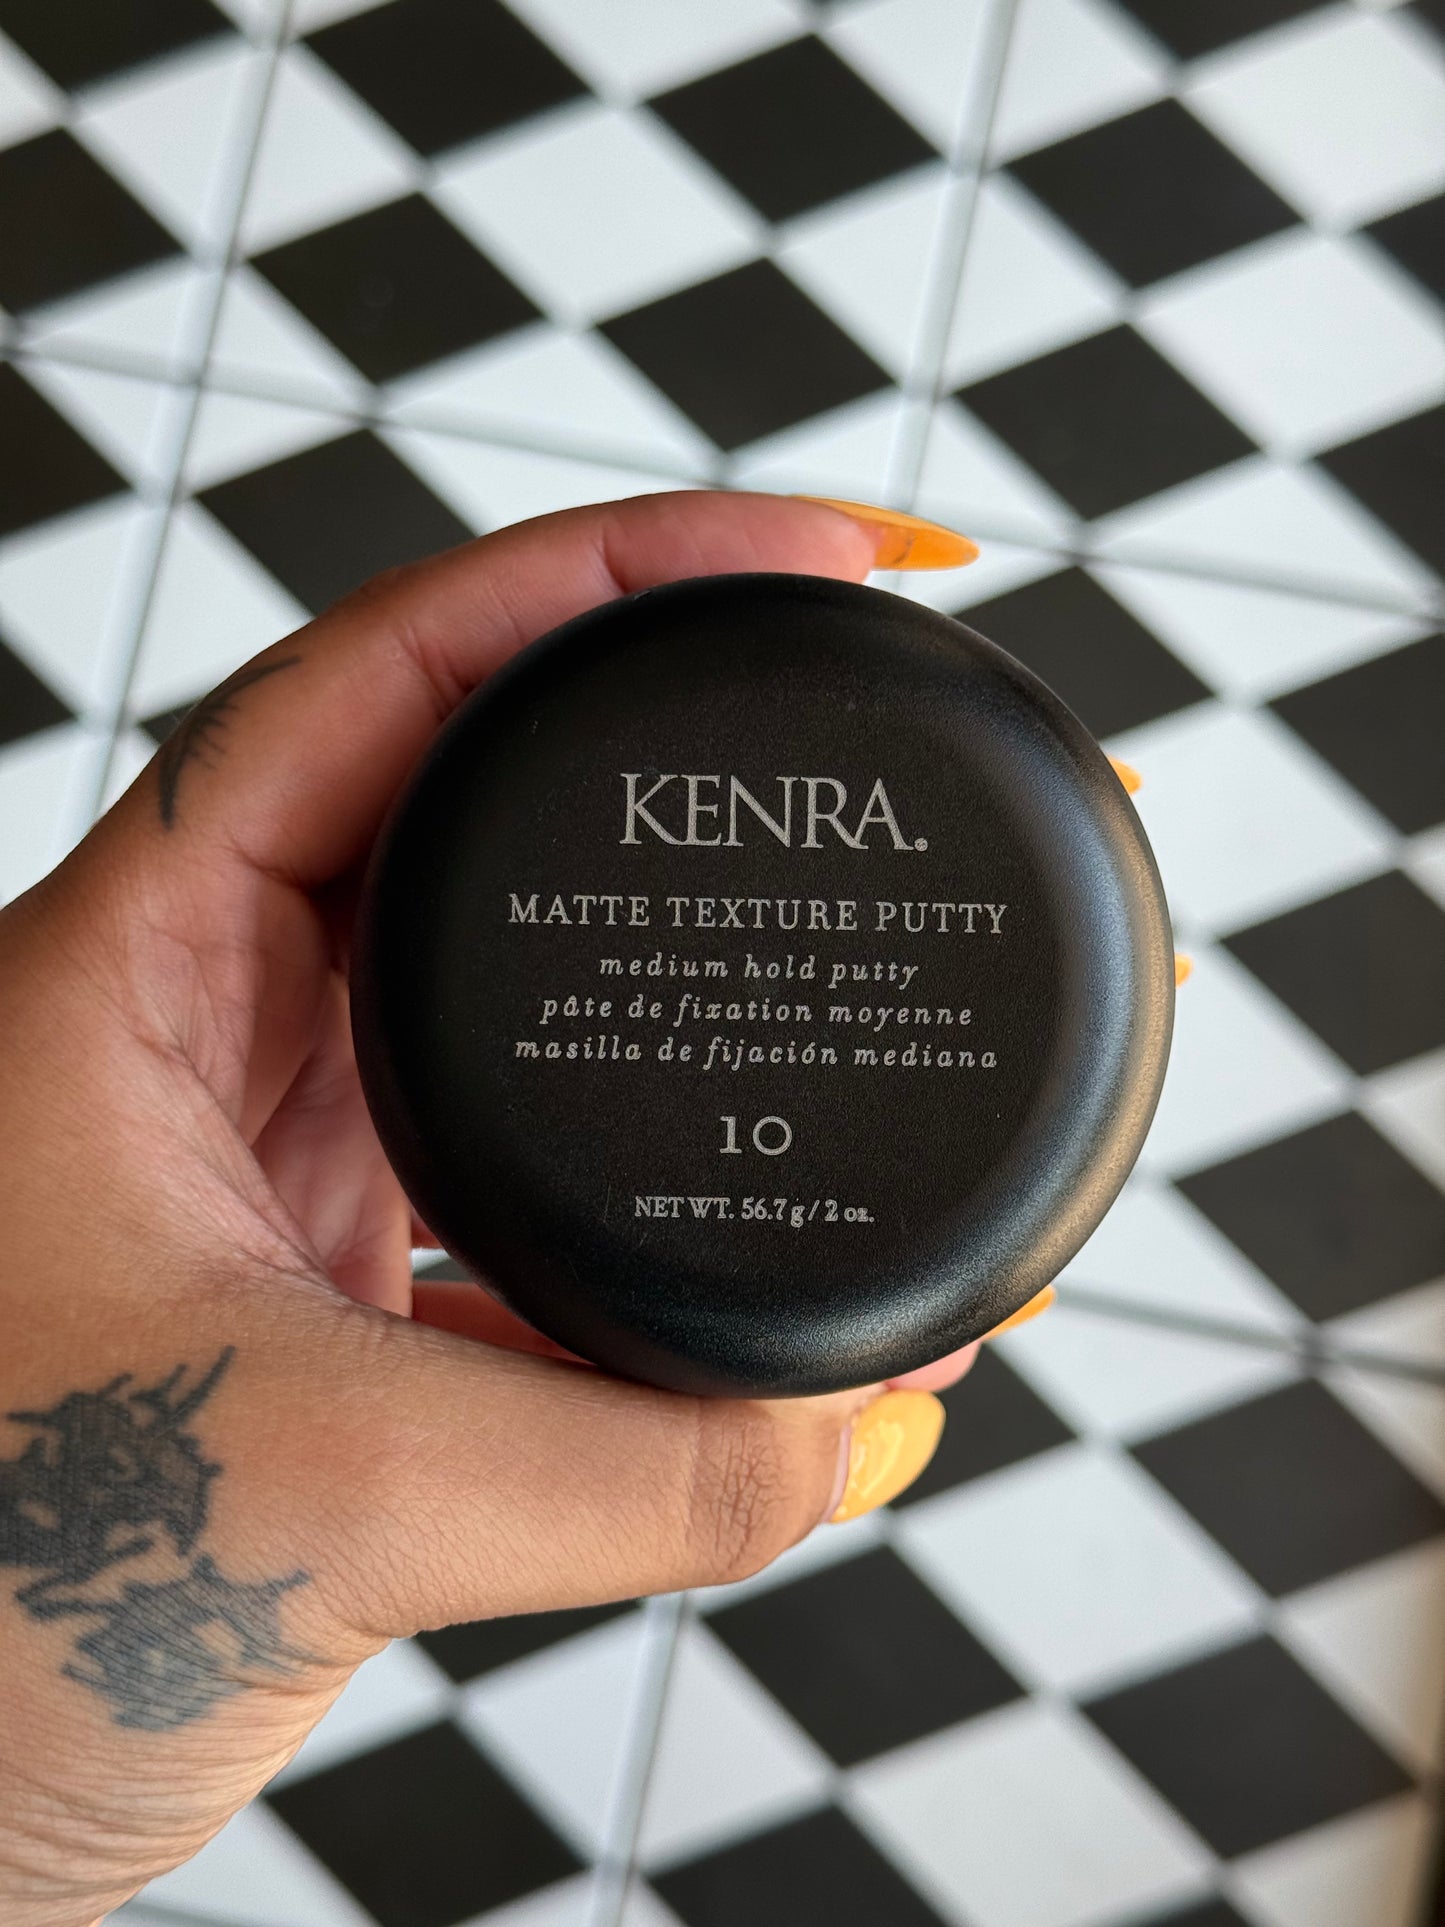 KENRA.
MATTE TEXTURE PUTTY
medium hold putty
pâte de fixation moyenne
masilla de fijación mediana
10
NET WT. 56.7 g / 2 oz.